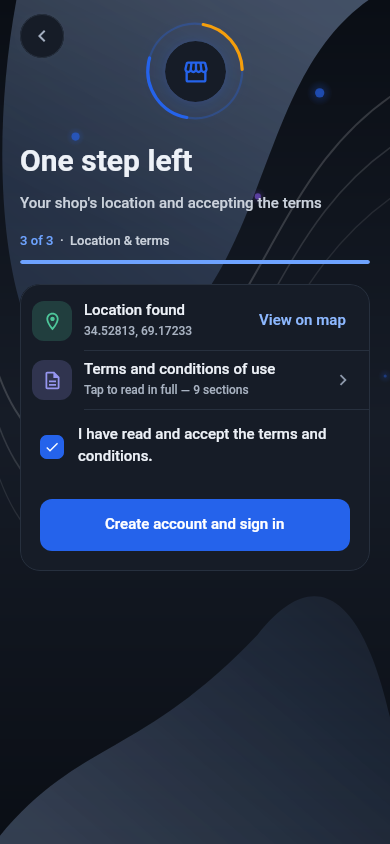 One step left
Your shop's location and accepting the terms
3 of 3 · Location & terms
Location found
34.52813, 69.17233
View on map
Terms and conditions of use
Tap to read in full — 9 sections
I have read and accept the terms and
conditions.
Create account and sign in